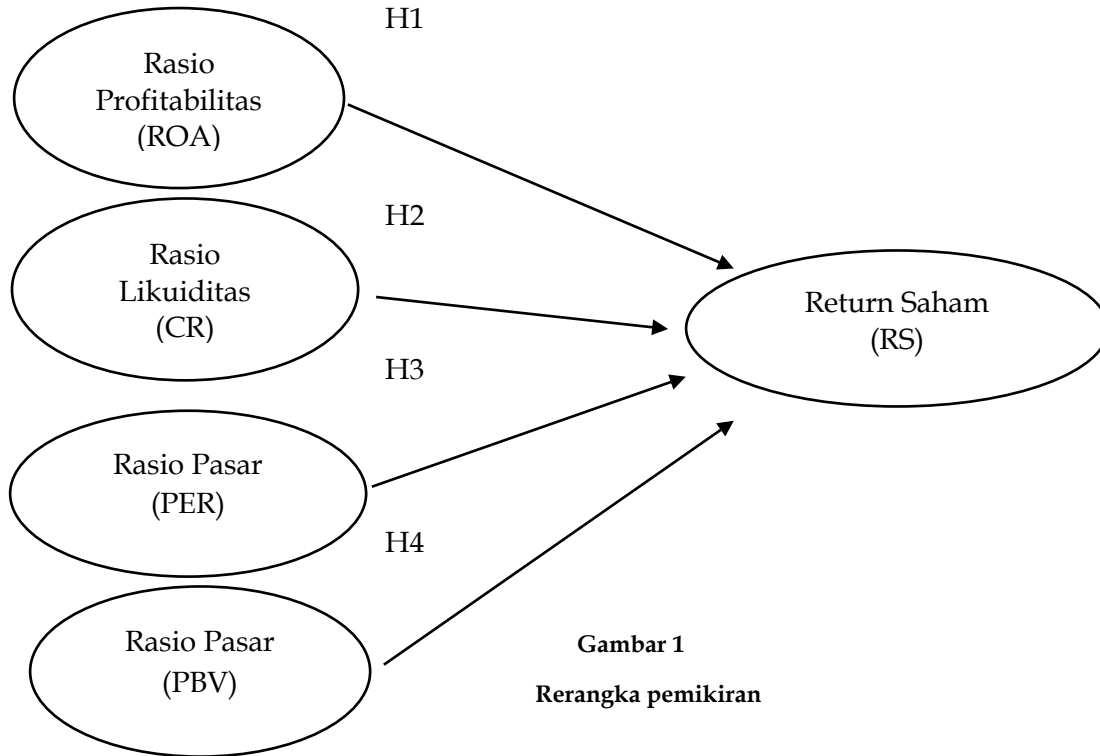 H1
Rasio
Profitabilitas
(ROA)
H2
Rasio
Likuiditas
(CR)
Return Saham
(RS)
H3
Rasio Pasar
(PER)
H4
Rasio Pasar
(PBV)
Gambar 1
Rerangka pemikiran